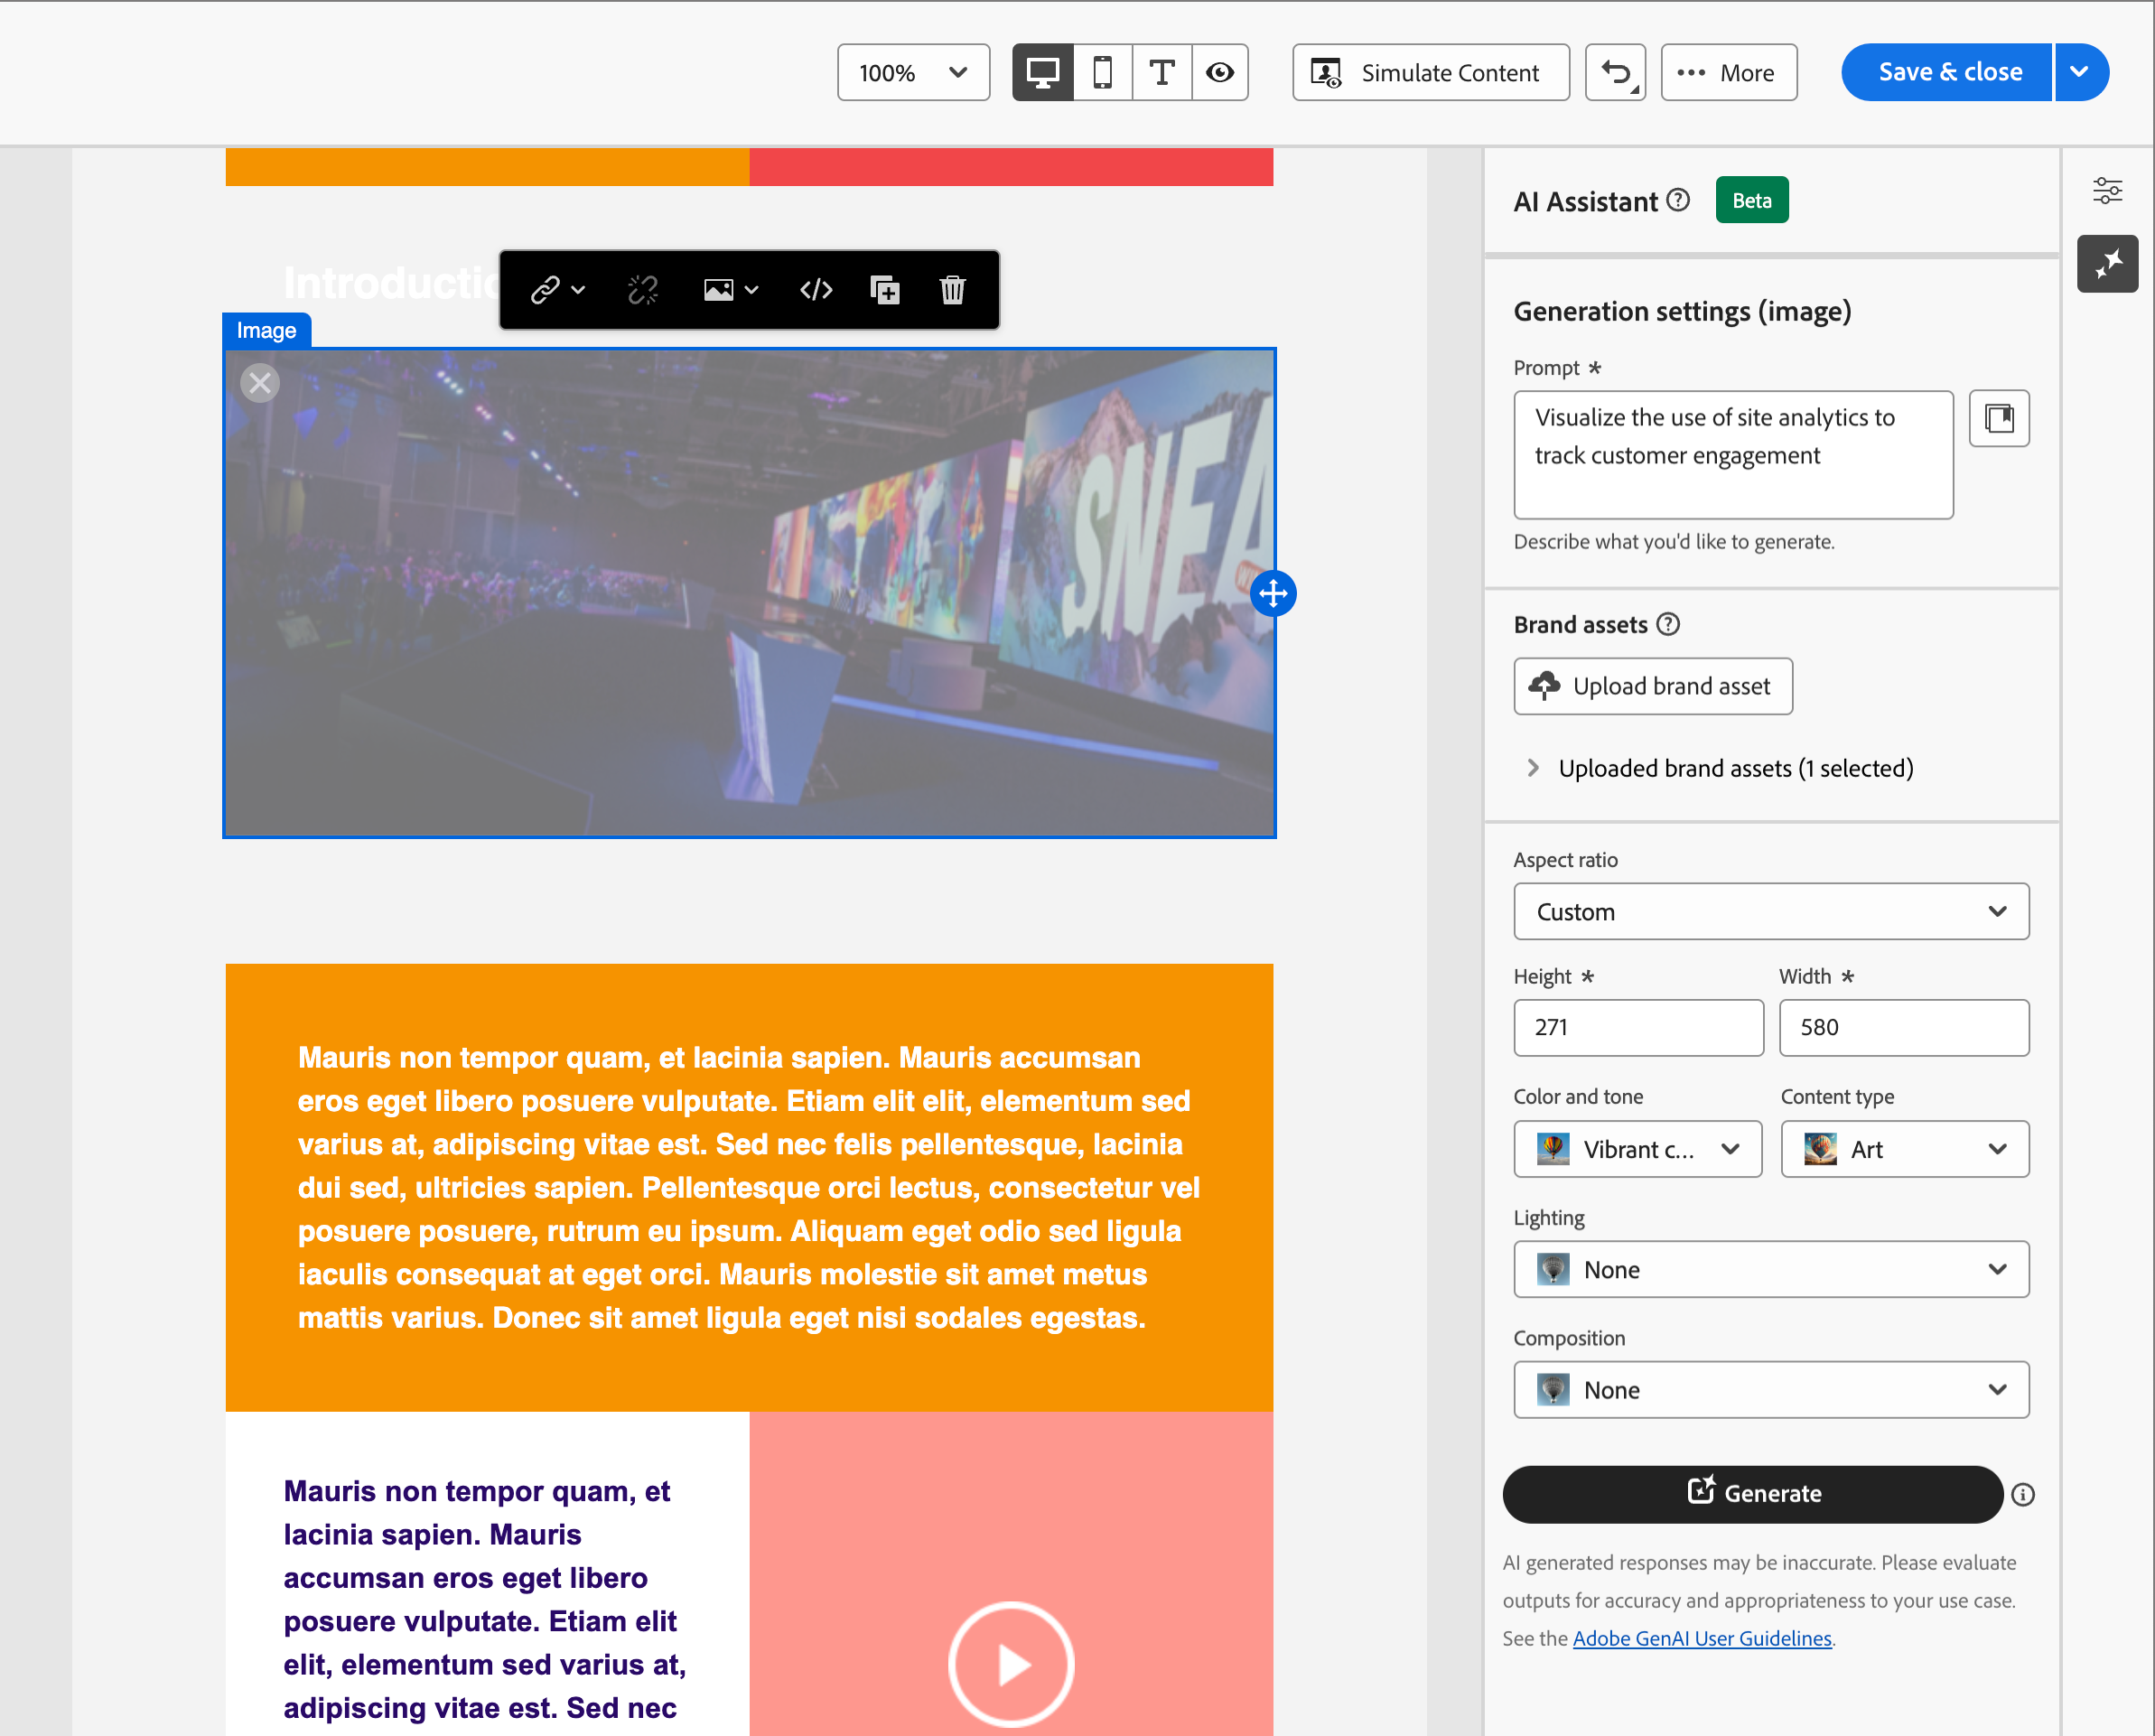 100%
Simulate Content
More
Save & close
Introductio
Image
SNEA
AI Assistant
Beta
Generation settings (image)
Prompt *
Visualize the use of site analytics to
track customer engagement
Describe what you'd like to generate.
Brand assets
Upload brand asset
Uploaded brand assets (1 selected)
Aspect ratio
Custom
Height *
Width *
271
580
Color and tone
Content type
Vibrant c...
Art
Lighting
None
Composition
None
Generate
AI generated responses may be inaccurate. Please evaluate
outputs for accuracy and appropriateness to your use case.
See the Adobe GenAI User Guidelines.
Mauris non tempor quam, et lacinia sapien. Mauris accumsan
eros eget libero posuere vulputate. Etiam elit elit, elementum sed
varius at, adipiscing vitae est. Sed nec felis pellentesque, lacinia
dui sed, ultricies sapien. Pellentesque orci lectus, consectetur vel
posuere posuere, rutrum eu ipsum. Aliquam eget odio sed ligula
iaculis consequat at eget orci. Mauris molestie sit amet metus
mattis varius. Donec sit amet ligula eget nisi sodales egestas.
Mauris non tempor quam, et
lacinia sapien. Mauris
accumsan eros eget libero
posuere vulputate. Etiam elit
elit, elementum sed varius at,
adipiscing vitae est. Sed nec